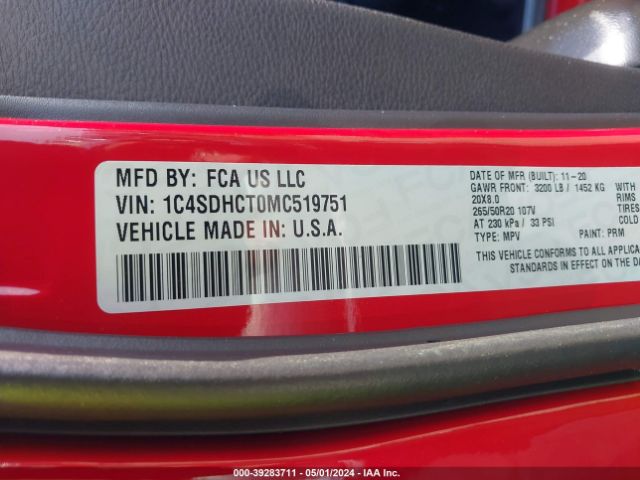 MFD BY: FCA US LLC
VIN: 1C4SDHCT0MC519751
VEHICLE MADE IN: U.S.A.
DATE OF MFR (BUILT): 11-20
GAWR FRONT: 3200 LB / 1452 KG WITH
20X8.0 RIMS
265/50R20 107V TIRES
AT 230 kPa / 33 PSI COLD
TYPE: MPV PAINT: PRM
THIS VEHICLE CONFORMS TO ALL APPLICA
STANDARDS IN EFFECT ON THE DA
000-39283711 - 05/01/2024 - IAA Inc.